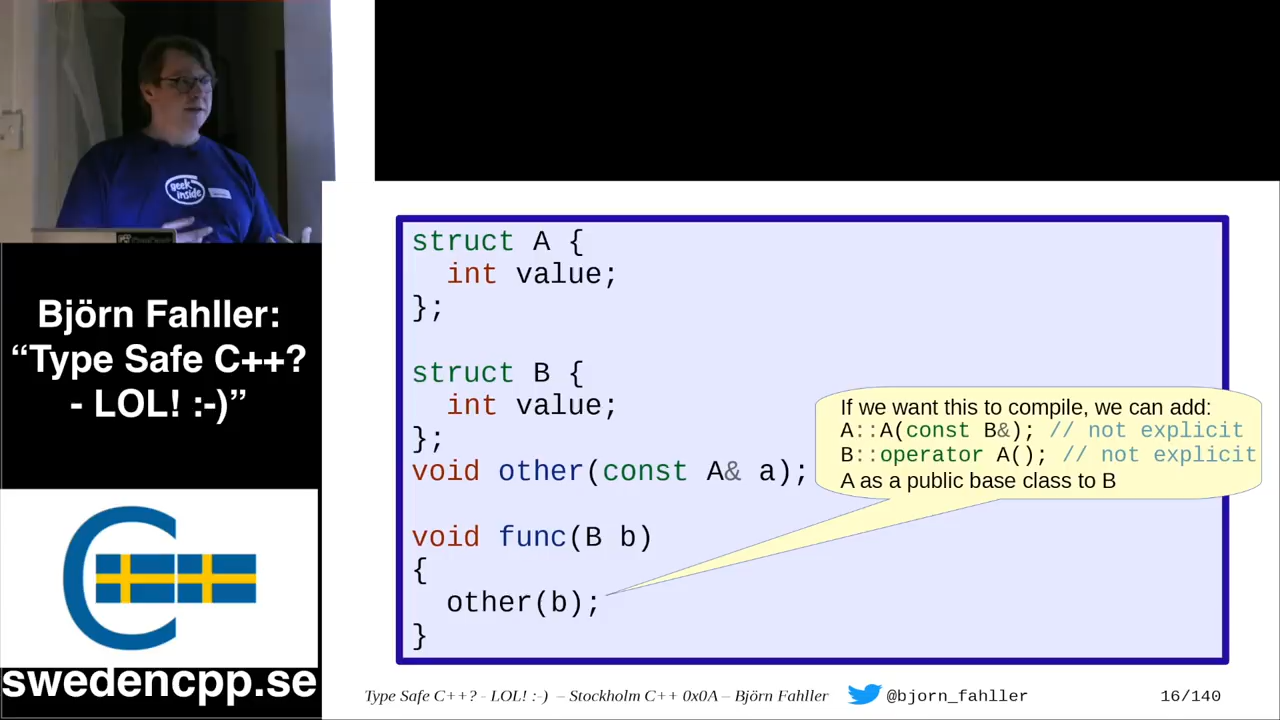 geek
inside
Björn Fahller:
“Type Safe C++?
- LOL! :-)”
swedencpp.se
struct A {
  int value;
};
struct B {
  int value;
};
void other(const A& a);
void func(B b)
{
  other(b);
}
If we want this to compile, we can add:
A::A(const B&); // not explicit
B::operator A(); // not explicit
A as a public base class to B
Type Safe C++? - LOL! :-) – Stockholm C++ 0x0A – Björn Fahller
@bjorn_fahller
16/140